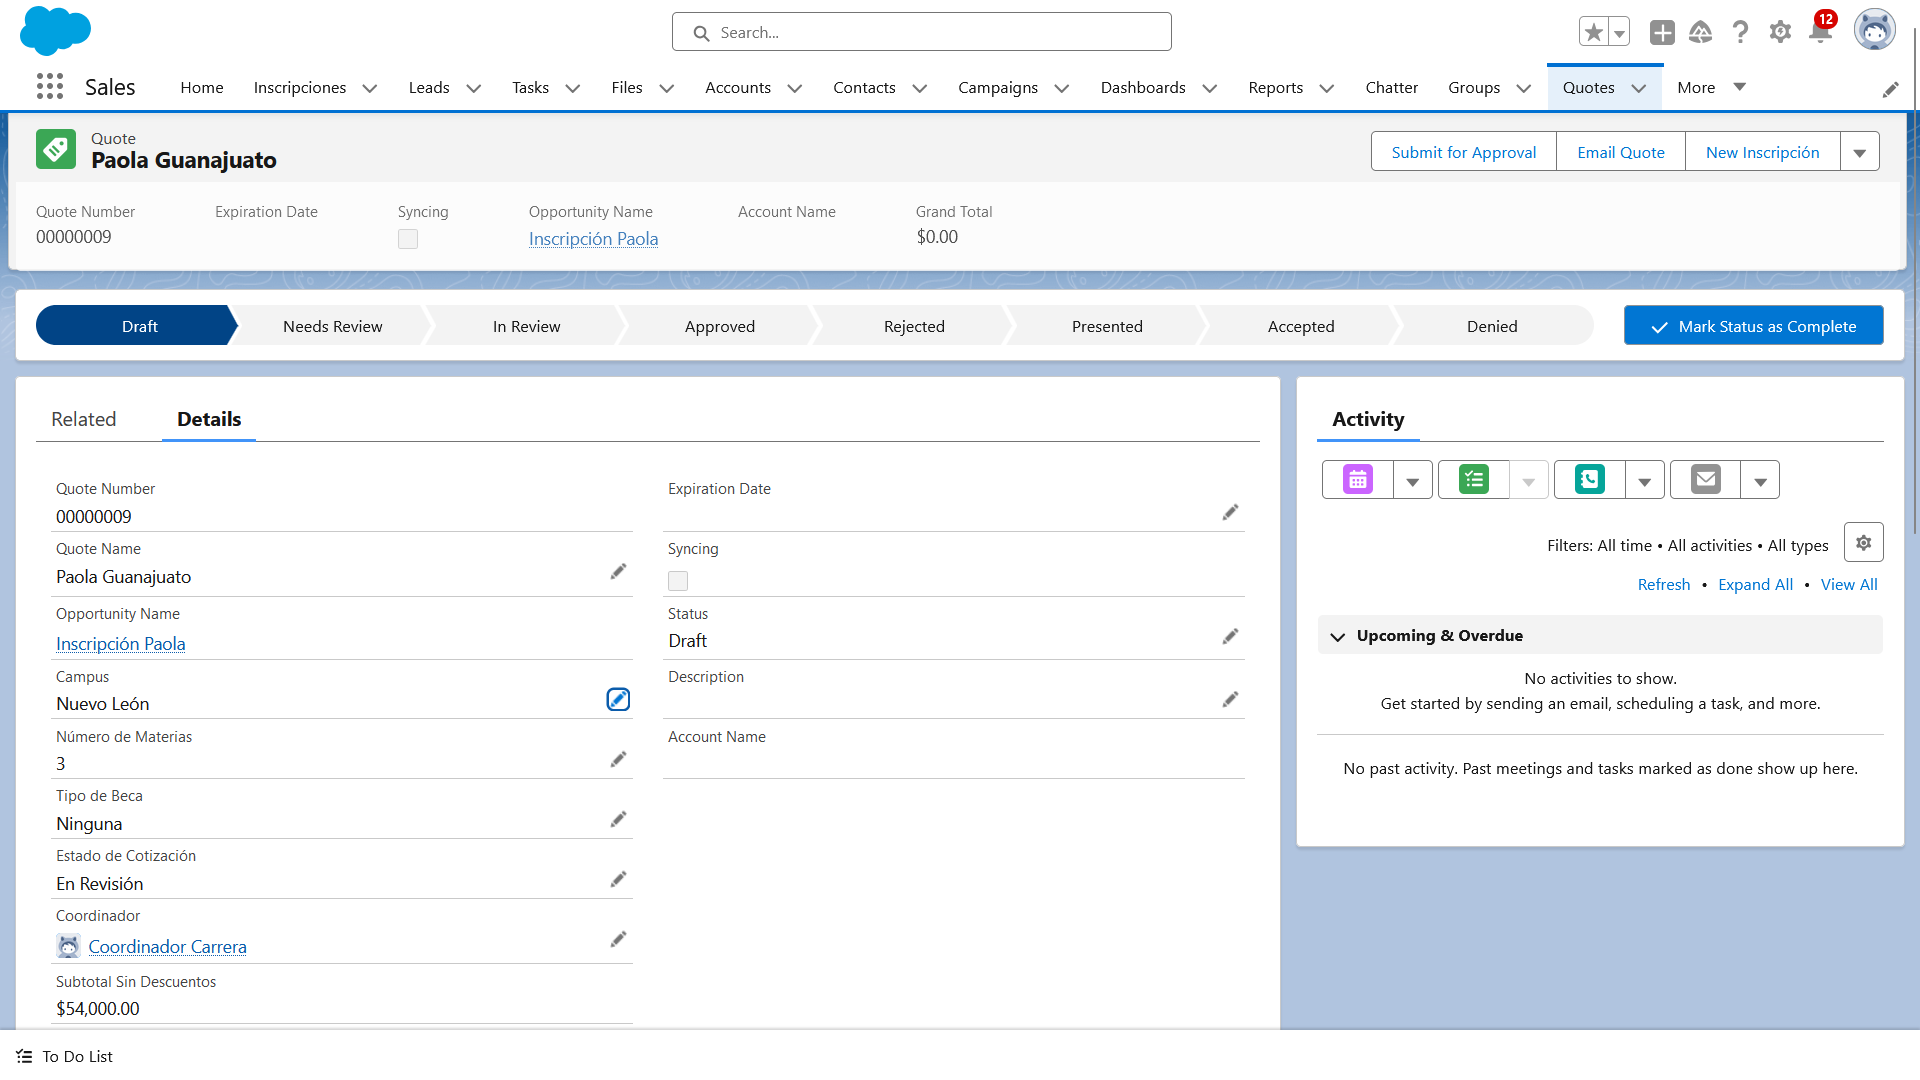 Search...
12
Sales
Home
Inscripciones
Leads
Tasks
Files
Accounts
Contacts
Campaigns
Dashboards
Reports
Chatter
Groups
Quotes
More
Quote
Paola Guanajuato
Submit for Approval
Email Quote
New Inscripción
Quote Number
Expiration Date
Syncing
Opportunity Name
Account Name
Grand Total
00000009
Inscripción Paola
$0.00
Draft
Needs Review
In Review
Approved
Rejected
Presented
Accepted
Denied
Mark Status as Complete
Related
Details
Quote Number
00000009
Quote Name
Paola Guanajuato
Opportunity Name
Inscripción Paola
Campus
Nuevo León
Número de Materias
3
Tipo de Beca
Ninguna
Estado de Cotización
En Revisión
Coordinador
Coordinador Carrera
Subtotal Sin Descuentos
$54,000.00
Expiration Date
Syncing
Status
Draft
Description
Account Name
Activity
Filters: All time • All activities • All types
Refresh • Expand All • View All
Upcoming & Overdue
No activities to show.
Get started by sending an email, scheduling a task, and more.
No past activity. Past meetings and tasks marked as done show up here.
To Do List